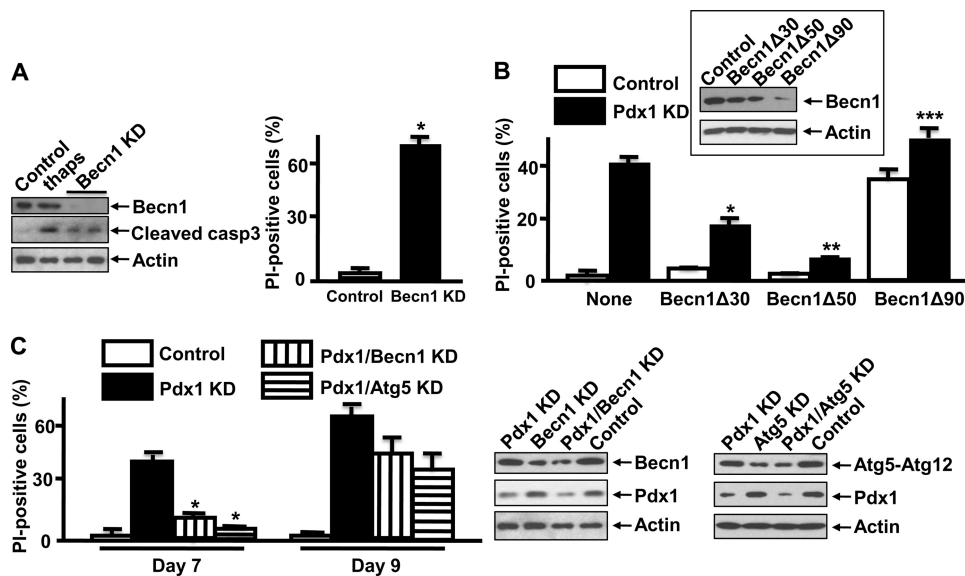 A
Control
thaps
Becn1 KD
Becn1
Cleaved casp3
Actin
PI-positive cells (%)
60
30
0
*
Control
Becn1 KD
B
Control
Pdx1 KD
Control
Becn1Δ30
Becn1Δ50
Becn1Δ90
Becn1
Actin
PI-positive cells (%)
40
20
0
*
**
***
None
Becn1Δ30
Becn1Δ50
Becn1Δ90
C
Control
Pdx1 KD
Pdx1/Becn1 KD
Pdx1/Atg5 KD
PI-positive cells (%)
60
30
0
*
*
Day 7
Day 9
Pdx1 KD
Becn1 KD
Pdx1/Becn1 KD
Control
Becn1
Pdx1
Actin
Pdx1 KD
Atg5 KD
Pdx1/Atg5 KD
Control
Atg5-Atg12
Pdx1
Actin